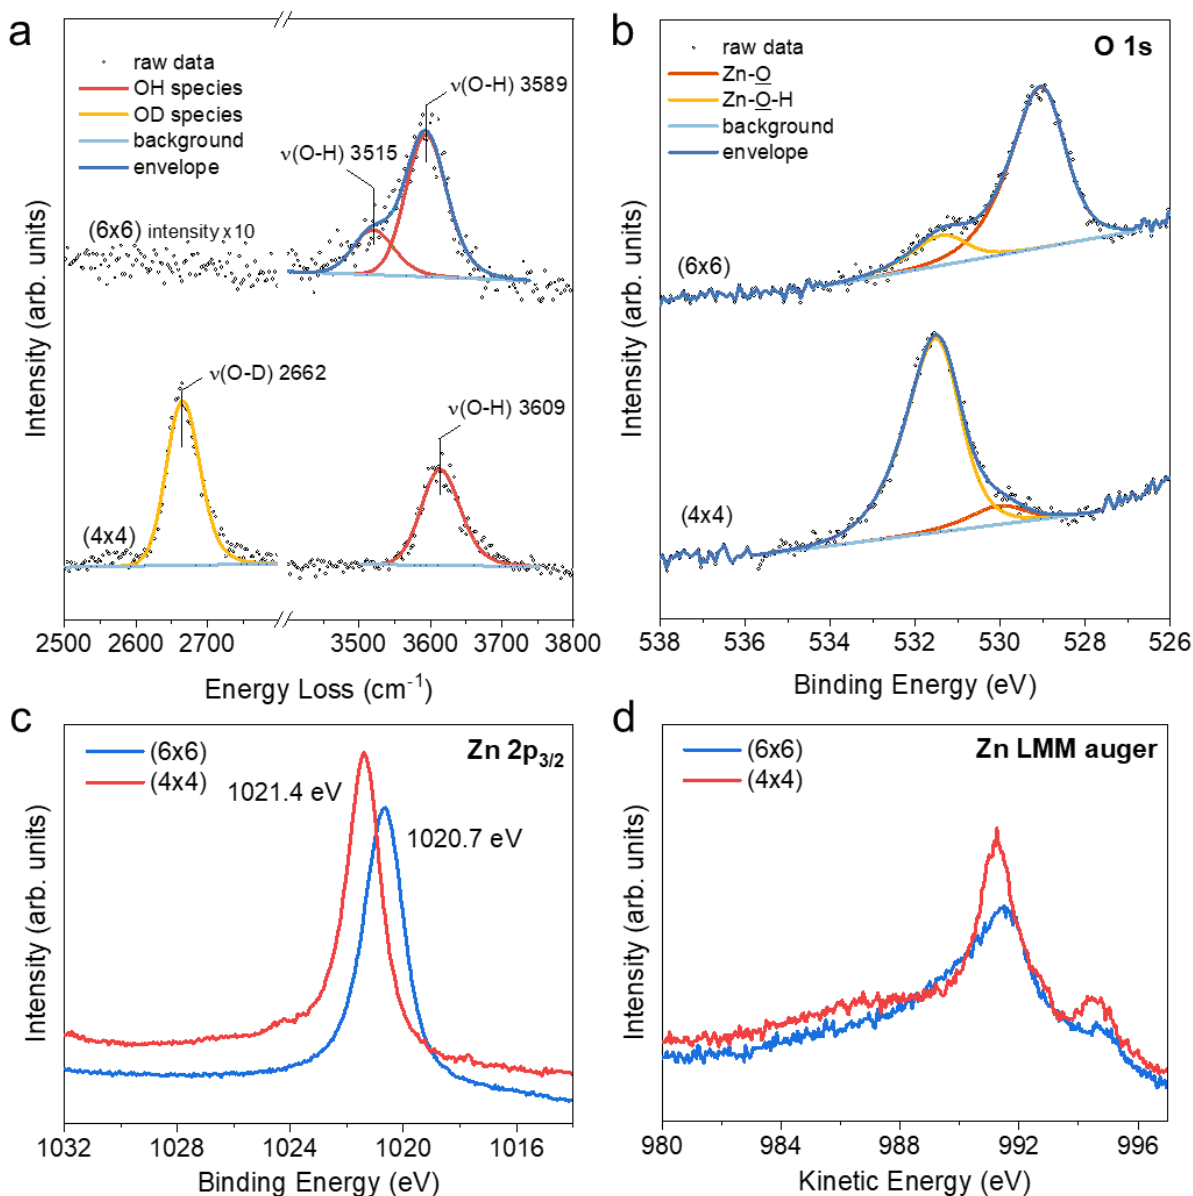 a
raw data
OH species
OD species
background
envelope
ν(O-H) 3589
ν(O-H) 3515
(6x6) intensity x10
ν(O-D) 2662
ν(O-H) 3609
(4x4)
Intensity (arb. units)
2500 2600 2700 3500 3600 3700 3800
Energy Loss (cm⁻¹)
b
raw data
Zn-O
Zn-O-H
background
envelope
O 1s
(6x6)
(4x4)
Intensity (arb. units)
538 536 534 532 530 528 526
Binding Energy (eV)
c
(6x6)
(4x4)
Zn 2p₃/₂
1021.4 eV
1020.7 eV
Intensity (arb. units)
1032 1028 1024 1020 1016
Binding Energy (eV)
d
(6x6)
(4x4)
Zn LMM auger
Intensity (arb. units)
980 984 988 992 996
Kinetic Energy (eV)